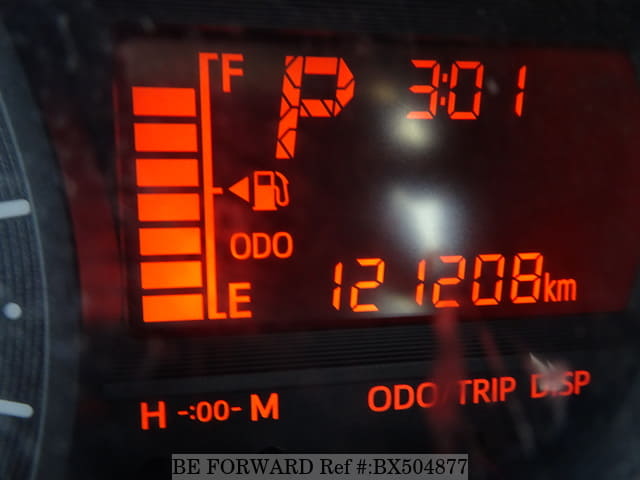 F P 3:01
ODO
E 121208km
H -:00- M ODO/TRIP DISP
BE FORWARD Ref #:BX504877